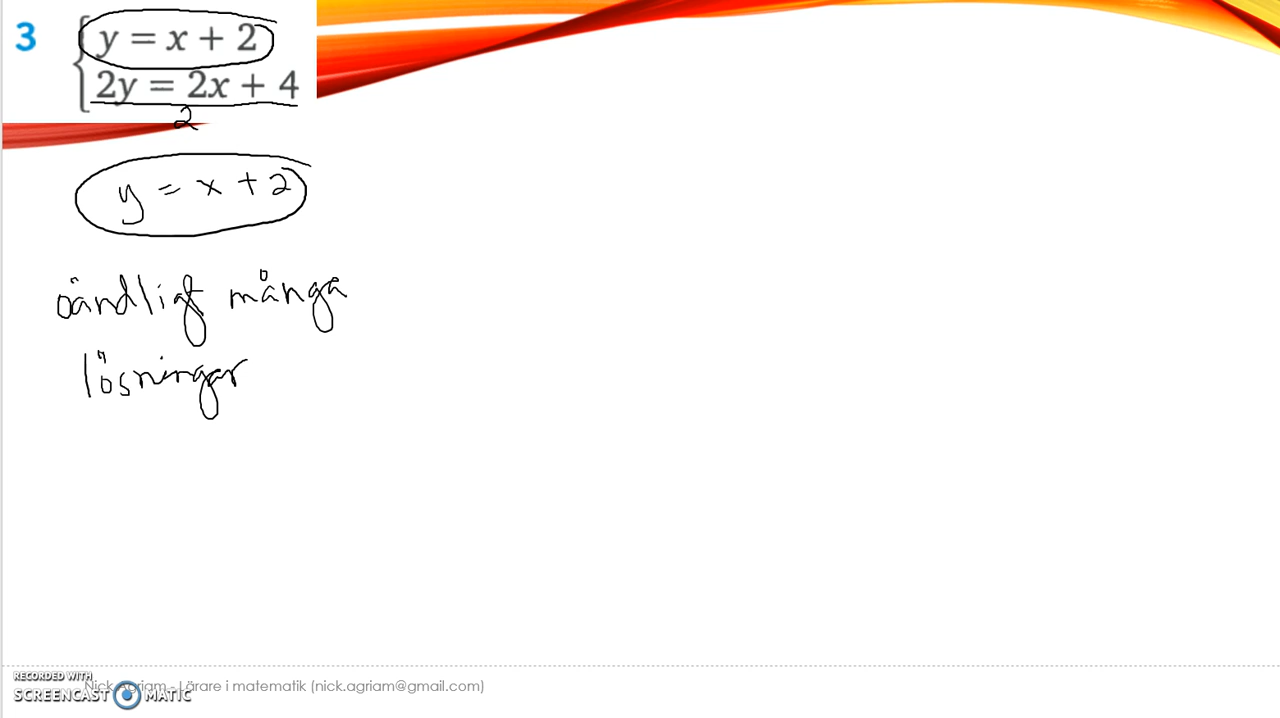 3 y = x + 2
2y = 2x + 4
2
y = x + 2
oändligt många
lösningar
RECORDED WITH
SCREENCAST MATIC
Nick Agriam - Lärare i matematik (nick.agriam@gmail.com)